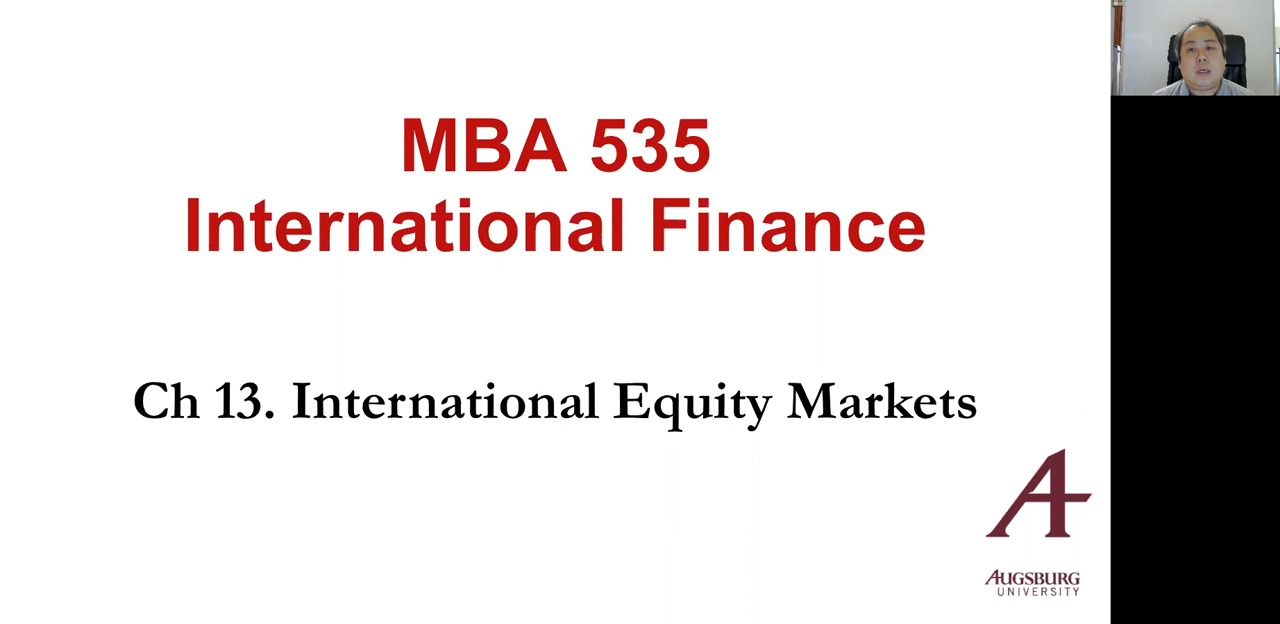 MBA 535
International Finance
Ch 13. International Equity Markets
AUGSBURG
UNIVERSITY